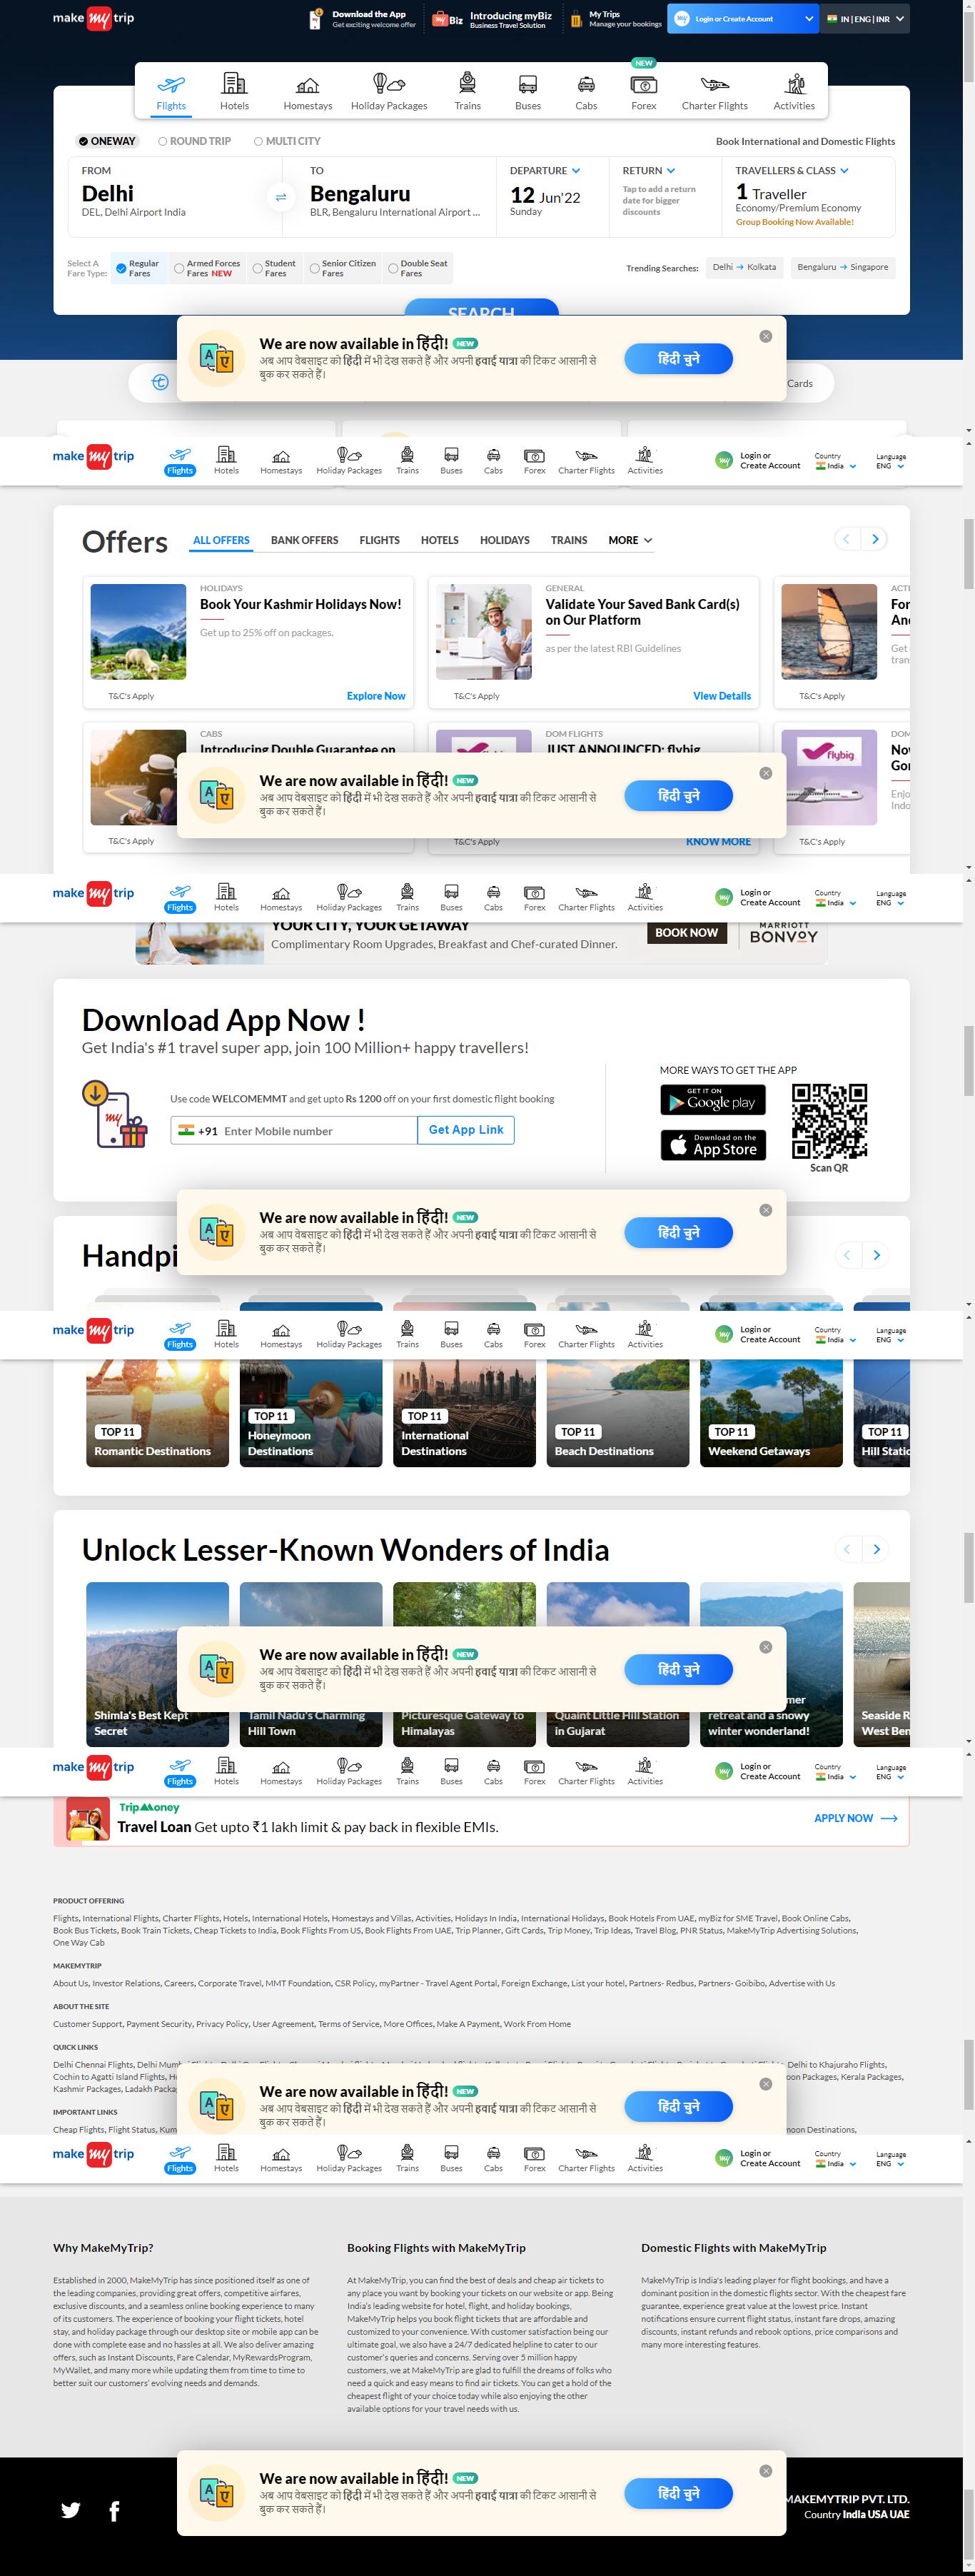 make my trip
Download the App
Get exciting welcome offer
my Biz
Introducing myBiz
Business Travel Solution
My Trips
Manage your bookings
my Login or Create Account
IN | ENG | INR
NEW
Flights Hotels Homestays Holiday Packages Trains Buses Cabs Forex Charter Flights Activities
ONEWAY ROUND TRIP MULTI CITY Book International and Domestic Flights
FROM TO DEPARTURE RETURN TRAVELLERS & CLASS
Delhi Bengaluru 12 Jun'22 Tap to add a return date for bigger discounts 1 Traveller
DEL, Delhi Airport India BLR, Bengaluru International Airport ... Sunday Economy/Premium Economy
Group Booking Now Available!
Select A Fare Type: Regular Fares Armed Forces Fares NEW Student Fares Senior Citizen Fares Double Seat Fares Trending Searches: Delhi → Kolkata Bengaluru → Singapore
SEARCH
We are now available in हिंदी! NEW
अब आप वेबसाइट को हिंदी में भी देख सकते हैं और अपनी हवाई यात्रा की टिकट आसानी से
बुक कर सकते हैं।
हिंदी चुने
Cards
make my trip Flights Hotels Homestays Holiday Packages Trains Buses Cabs Forex Charter Flights Activities my Login or Create Account Country India Language ENG
Offers ALL OFFERS BANK OFFERS FLIGHTS HOTELS HOLIDAYS TRAINS MORE
HOLIDAYS
Book Your Kashmir Holidays Now!
Get up to 25% off on packages.
T&C's Apply Explore Now
GENERAL
Validate Your Saved Bank Card(s)
on Our Platform
as per the latest RBI Guidelines
T&C's Apply View Details
For
Get
T&C's Apply
CABS
Introducing Double Guarantee on
T&C's Apply
DOM FLIGHTS
JUST ANNOUNCED: flybig
T&C's Apply KNOW MORE
flybig
DOM
T&C's Apply
We are now available in हिंदी! NEW
अब आप वेबसाइट को हिंदी में भी देख सकते हैं और अपनी हवाई यात्रा की टिकट आसानी से
बुक कर सकते हैं।
हिंदी चुने
make my trip Flights Hotels Homestays Holiday Packages Trains Buses Cabs Forex Charter Flights Activities my Login or Create Account Country India Language ENG
YOUR CITY, YOUR GETAWAY
Complimentary Room Upgrades, Breakfast and Chef-curated Dinner.
BOOK NOW
MARRIOTT
BONVOY
Download App Now !
Get India's #1 travel super app, join 100 Million+ happy travellers!
my
Use code WELCOMEMMT and get upto Rs 1200 off on your first domestic flight booking
+91 Enter Mobile number Get App Link
MORE WAYS TO GET THE APP
GET IT ON
Google play
Download on the
App Store
Scan QR
We are now available in हिंदी! NEW
अब आप वेबसाइट को हिंदी में भी देख सकते हैं और अपनी हवाई यात्रा की टिकट आसानी से
बुक कर सकते हैं।
हिंदी चुने
Handpi
make my trip Flights Hotels Homestays Holiday Packages Trains Buses Cabs Forex Charter Flights Activities my Login or Create Account Country India Language ENG
TOP 11
Romantic Destinations
TOP 11
Honeymoon
Destinations
TOP 11
International
Destinations
TOP 11
Beach Destinations
TOP 11
Weekend Getaways
TOP 11
Hill Static
Unlock Lesser-Known Wonders of India
We are now available in हिंदी! NEW
अब आप वेबसाइट को हिंदी में भी देख सकते हैं और अपनी हवाई यात्रा की टिकट आसानी से
बुक कर सकते हैं।
हिंदी चुने
Shimla's Best Kept
Secret
Tamil Nadu's Charming
Hill Town
Picturesque Gateway to
Himalayas
Quaint Little Hill Station
in Gujarat
mer
retreat and a snowy
winter wonderland!
Seaside R
West Ben
make my trip Flights Hotels Homestays Holiday Packages Trains Buses Cabs Forex Charter Flights Activities my Login or Create Account Country India Language ENG
TripMoney
Travel Loan Get upto ₹1 lakh limit & pay back in flexible EMIs. APPLY NOW
PRODUCT OFFERING
Flights, International Flights, Charter Flights, Hotels, International Hotels, Homestays and Villas, Activities, Holidays In India, International Holidays, Book Hotels From UAE, myBiz for SME Travel, Book Online Cabs,
Book Bus Tickets, Book Train Tickets, Cheap Tickets to India, Book Flights From US, Book Flights From UAE, Trip Planner, Gift Cards, Trip Money, Trip Ideas, Travel Blog, PNR Status, MakeMyTrip Advertising Solutions,
One Way Cab
MAKEMYTRIP
About Us, Investor Relations, Careers, Corporate Travel, MMT Foundation, CSR Policy, myPartner - Travel Agent Portal, Foreign Exchange, List your hotel, Partners- Redbus, Partners- Goibibo, Advertise with Us
ABOUT THE SITE
Customer Support, Payment Security, Privacy Policy, User Agreement, Terms of Service, More Offices, Make A Payment, Work From Home
QUICK LINKS
Delhi Chennai Flights, Delhi Delhi to Khajuraho Flights,
Cochin to Agatti Island Flights, oon Packages, Kerala Packages,
Kashmir Packages, Ladakh
IMPORTANT LINKS
Cheap Flights, Flight Status, moon Destinations,
We are now available in हिंदी! NEW
अब आप वेबसाइट को हिंदी में भी देख सकते हैं और अपनी हवाई यात्रा की टिकट आसानी से
बुक कर सकते हैं।
हिंदी चुने
make my trip Flights Hotels Homestays Holiday Packages Trains Buses Cabs Forex Charter Flights Activities my Login or Create Account Country India Language ENG
Why MakeMyTrip?
Established in 2000, MakeMyTrip has since positioned itself as one of
the leading companies, providing great offers, competitive airfares,
exclusive discounts, and a seamless online booking experience to many
of its customers. The experience of booking your flight tickets, hotel
stay, and holiday package through our desktop site or mobile app can be
done with complete ease and no hassles at all. We also deliver amazing
offers, such as Instant Discounts, Fare Calendar, MyRewardsProgram,
MyWallet, and many more while updating them from time to time to
better suit our customers' evolving needs and demands.
Booking Flights with MakeMyTrip
At MakeMyTrip, you can find the best of deals and cheap air tickets to
any place you want by booking your tickets on our website or app. Being
India's leading website for hotel, flight, and holiday bookings,
MakeMyTrip helps you book flight tickets that are affordable and
customized to your convenience. With customer satisfaction being our
ultimate goal, we also have a 24/7 dedicated helpline to cater to our
customer's queries and concerns. Serving over 5 million happy
customers, we at MakeMyTrip are glad to fulfill the dreams of folks who
need a quick and easy means to find air tickets. You can get a hold of the
cheapest flight of your choice today while also enjoying the other
available options for your travel needs with us.
Domestic Flights with MakeMyTrip
MakeMyTrip is India's leading player for flight bookings, and have a
dominant position in the domestic flights sector. With the cheapest fare
guarantee, experience great value at the lowest price. Instant
notifications ensure current flight status, instant fare drops, amazing
discounts, instant refunds and rebook options, price comparisons and
many more interesting features.
We are now available in हिंदी! NEW
अब आप वेबसाइट को हिंदी में भी देख सकते हैं और अपनी हवाई यात्रा की टिकट आसानी से
बुक कर सकते हैं।
हिंदी चुने
MAKEMYTRIP PVT. LTD.
Country India USA UAE